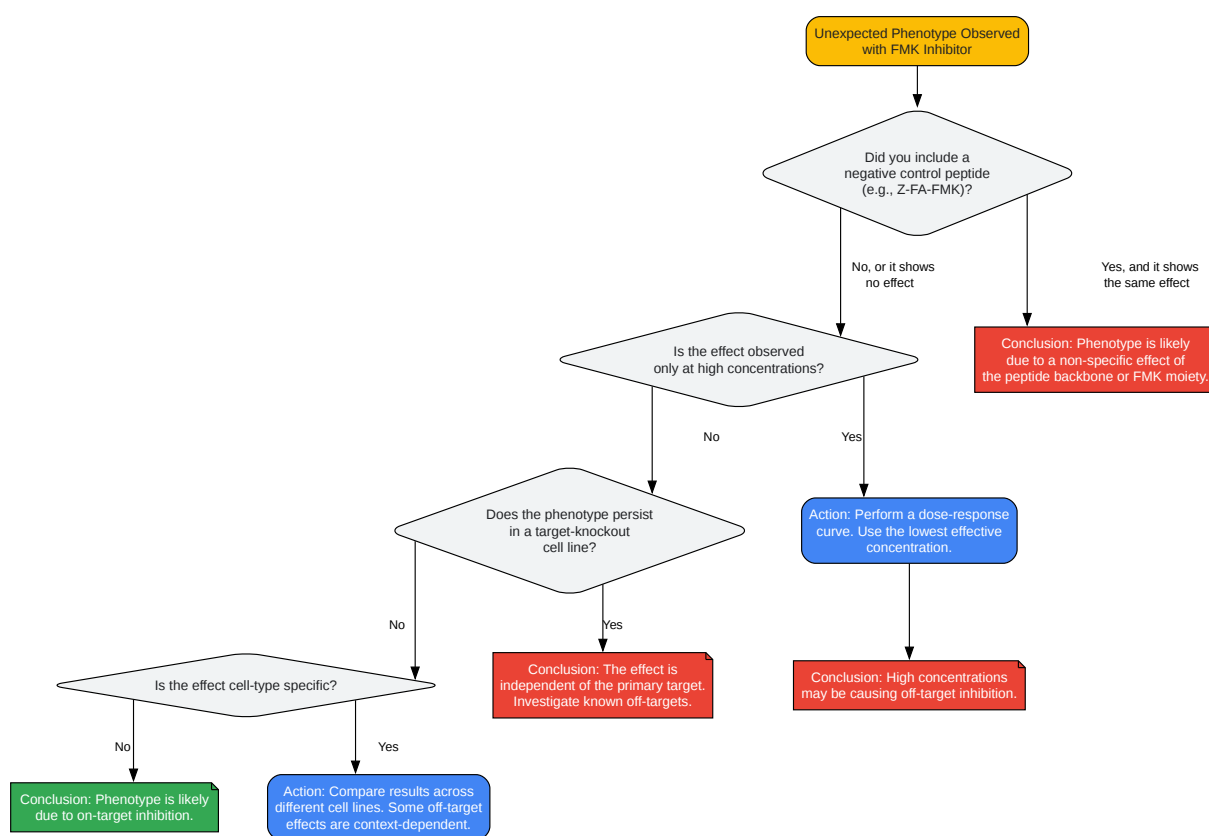 Unexpected Phenotype Observed
with FMK Inhibitor
Did you include a
negative control peptide
(e.g., Z-FA-FMK)?
No, or it shows
no effect
Yes, and it shows
the same effect
Is the effect observed
only at high concentrations?
Conclusion: Phenotype is likely
due to a non-specific effect of
the peptide backbone or FMK moiety.
No
Yes
Does the phenotype persist
in a target-knockout
cell line?
Action: Perform a dose-response
curve. Use the lowest effective
concentration.
No
Yes
Is the effect cell-type specific?
Conclusion: The effect is
independent of the primary target.
Investigate known off-targets.
Conclusion: High concentrations
may be causing off-target inhibition.
No
Yes
Conclusion: Phenotype is likely
due to on-target inhibition.
Action: Compare results across
different cell lines. Some off-target
effects are context-dependent.